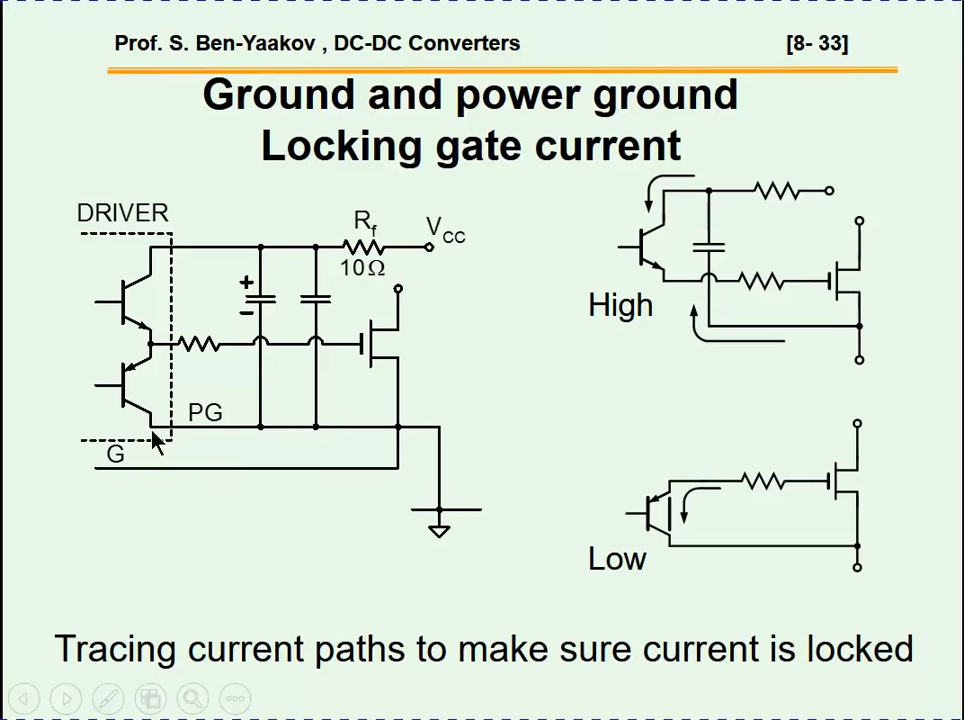 Prof. S. Ben-Yaakov , DC-DC Converters [8- 33]
Ground and power ground
Locking gate current
DRIVER
Rf
VCC
10Ω
+
−
PG
G
High
Low
Tracing current paths to make sure current is locked